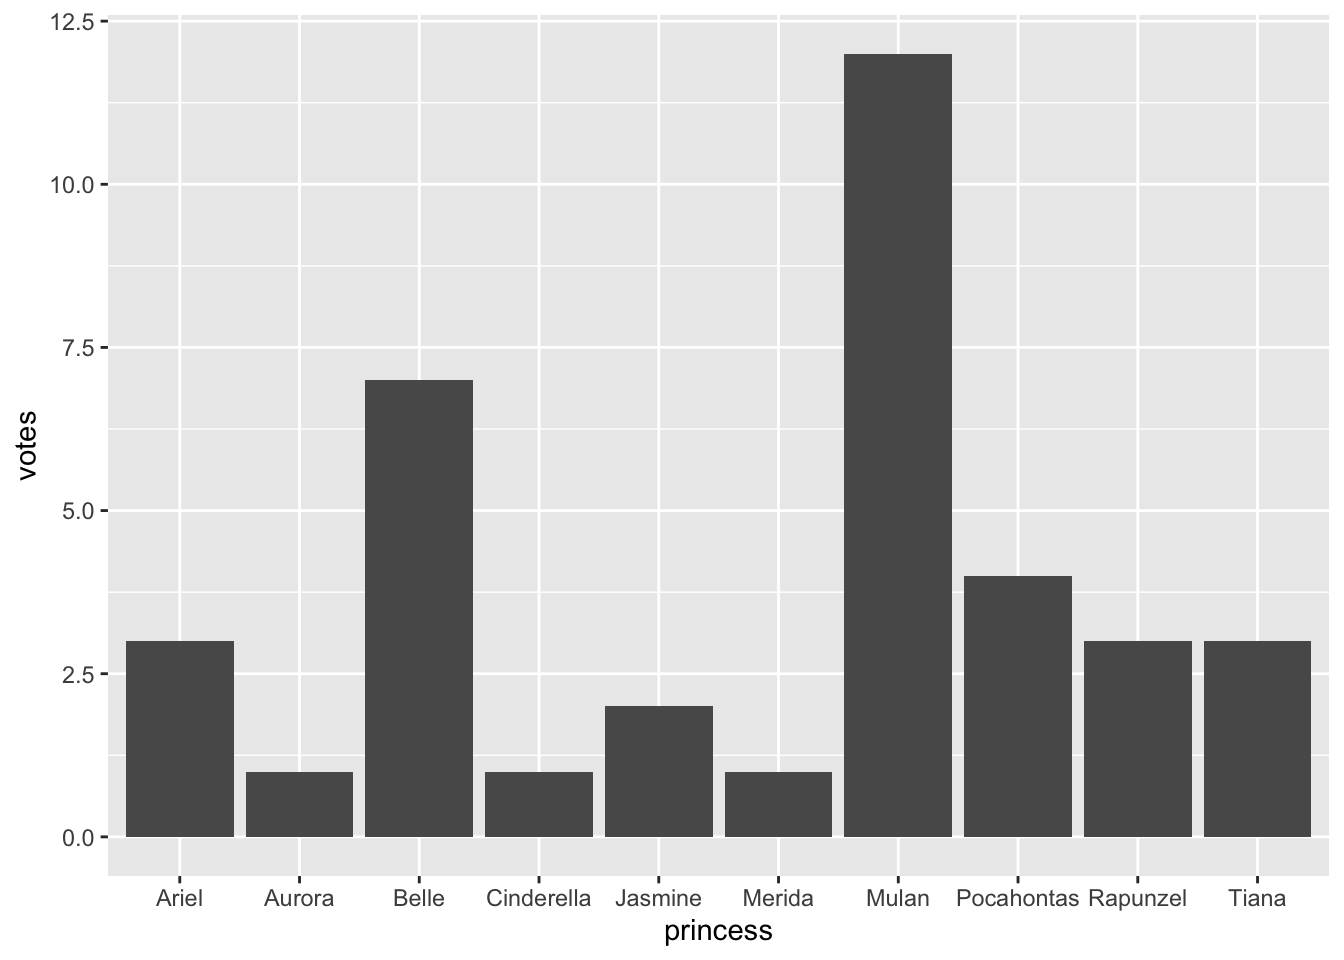 12.5
10.0
7.5
5.0
2.5
0.0
votes
Ariel Aurora Belle Cinderella Jasmine Merida Mulan Pocahontas Rapunzel Tiana
princess